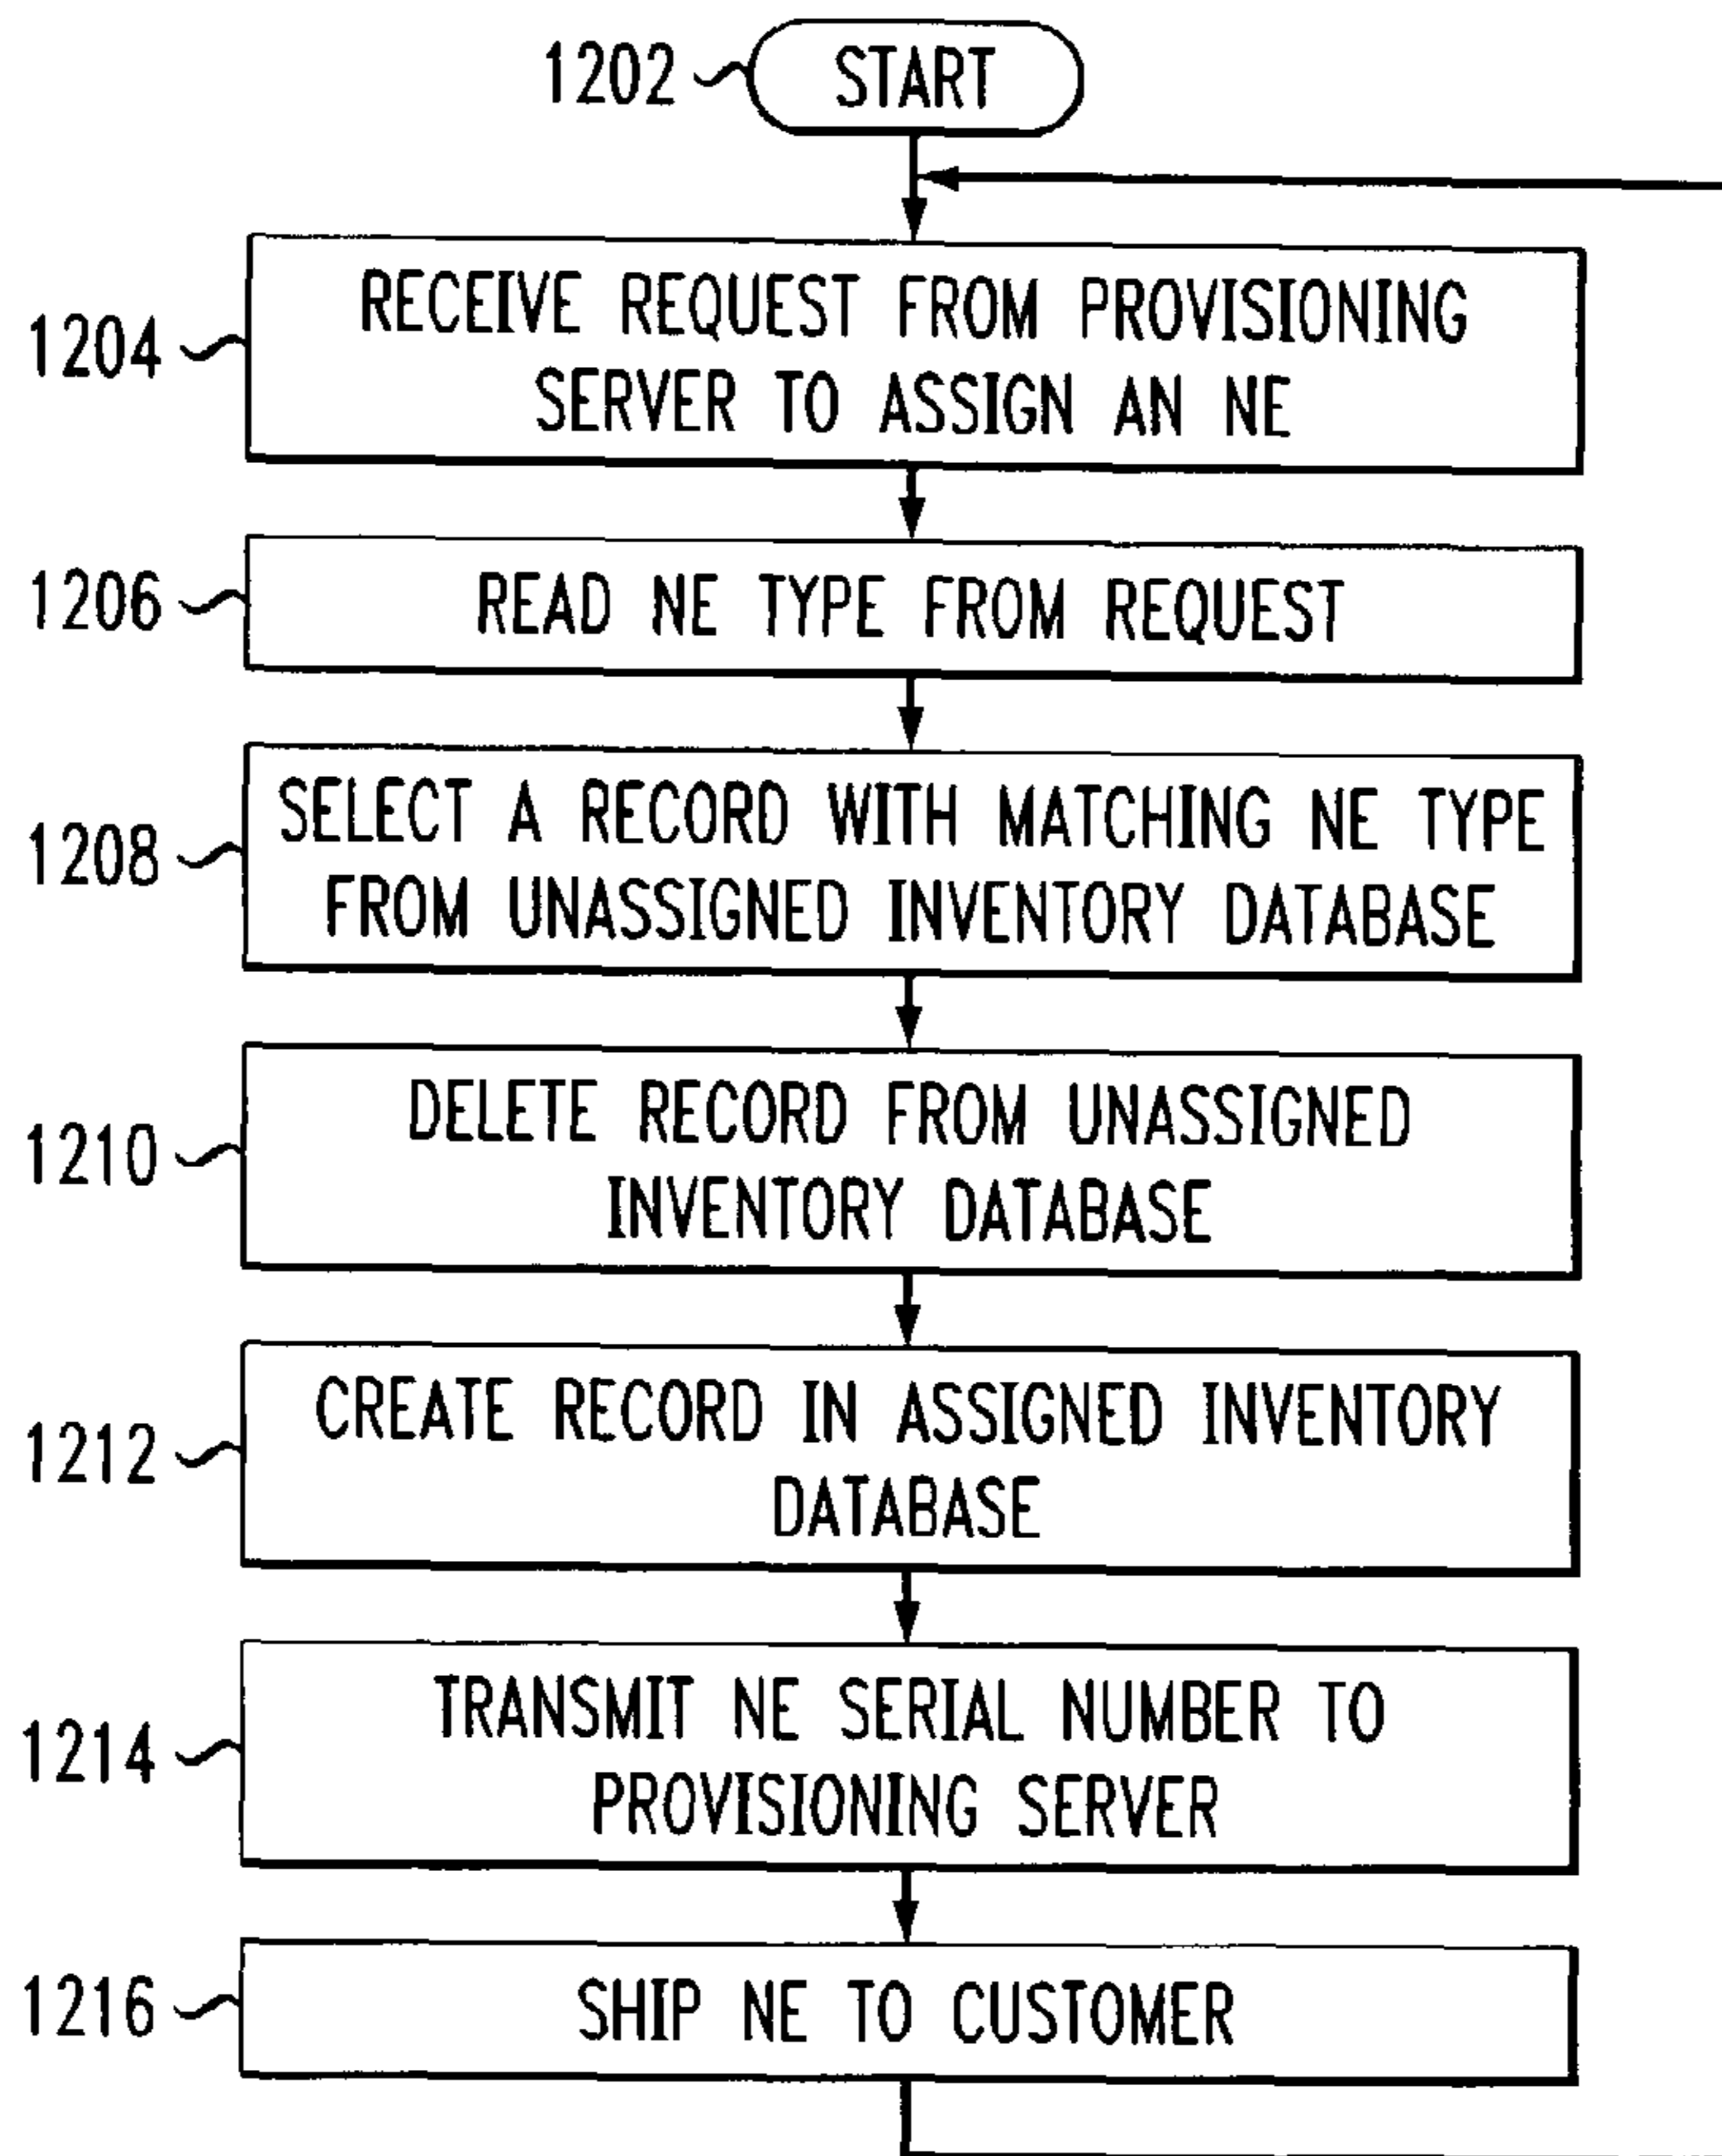 1202 START
1204 RECEIVE REQUEST FROM PROVISIONING
SERVER TO ASSIGN AN NE
1206 READ NE TYPE FROM REQUEST
1208 SELECT A RECORD WITH MATCHING NE TYPE
FROM UNASSIGNED INVENTORY DATABASE
1210 DELETE RECORD FROM UNASSIGNED
INVENTORY DATABASE
1212 CREATE RECORD IN ASSIGNED INVENTORY
DATABASE
1214 TRANSMIT NE SERIAL NUMBER TO
PROVISIONING SERVER
1216 SHIP NE TO CUSTOMER